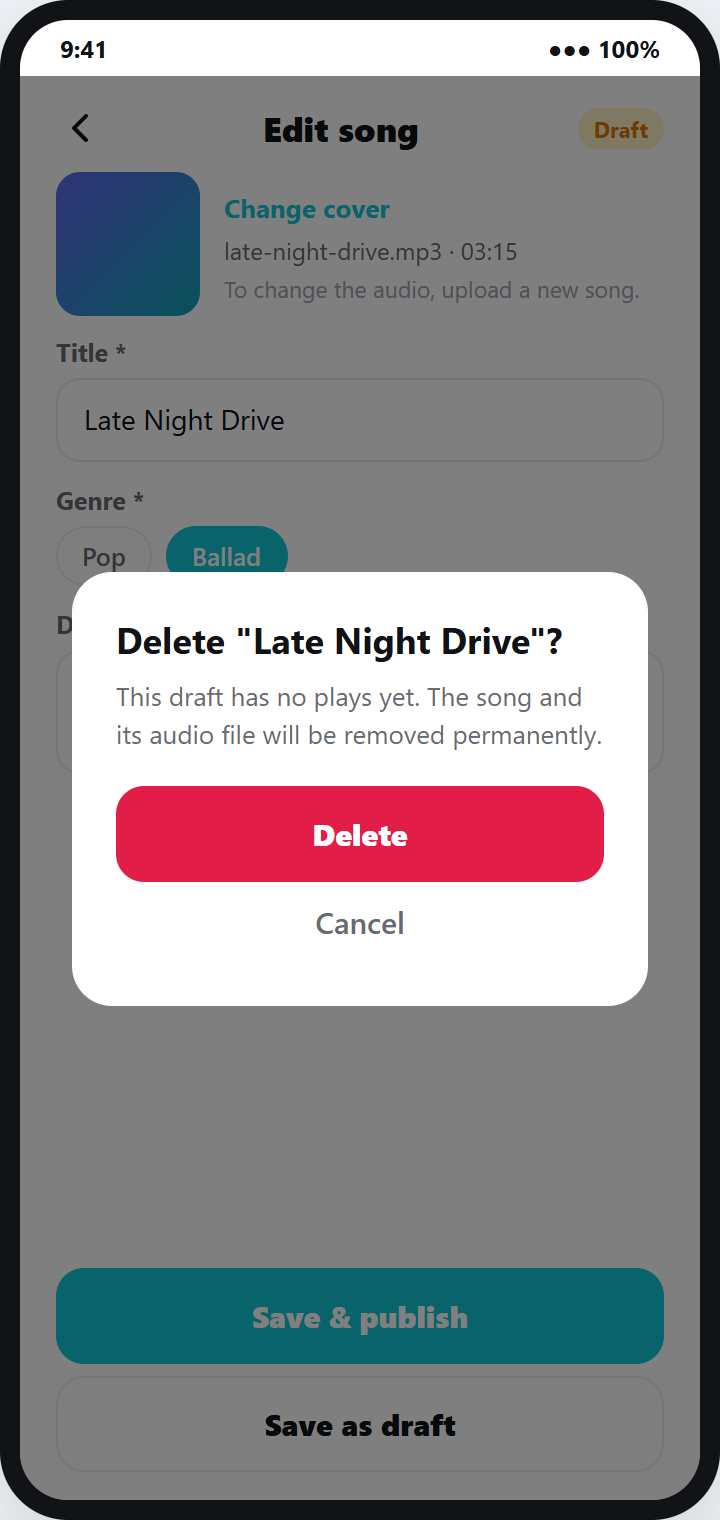 9:41 ●●● 100%
Edit song
Draft
Change cover
late-night-drive.mp3 · 03:15
To change the audio, upload a new song.
Title *
Late Night Drive
Genre *
Pop
Ballad
D
Delete "Late Night Drive"?
This draft has no plays yet. The song and
its audio file will be removed permanently.
Delete
Cancel
Save & publish
Save as draft